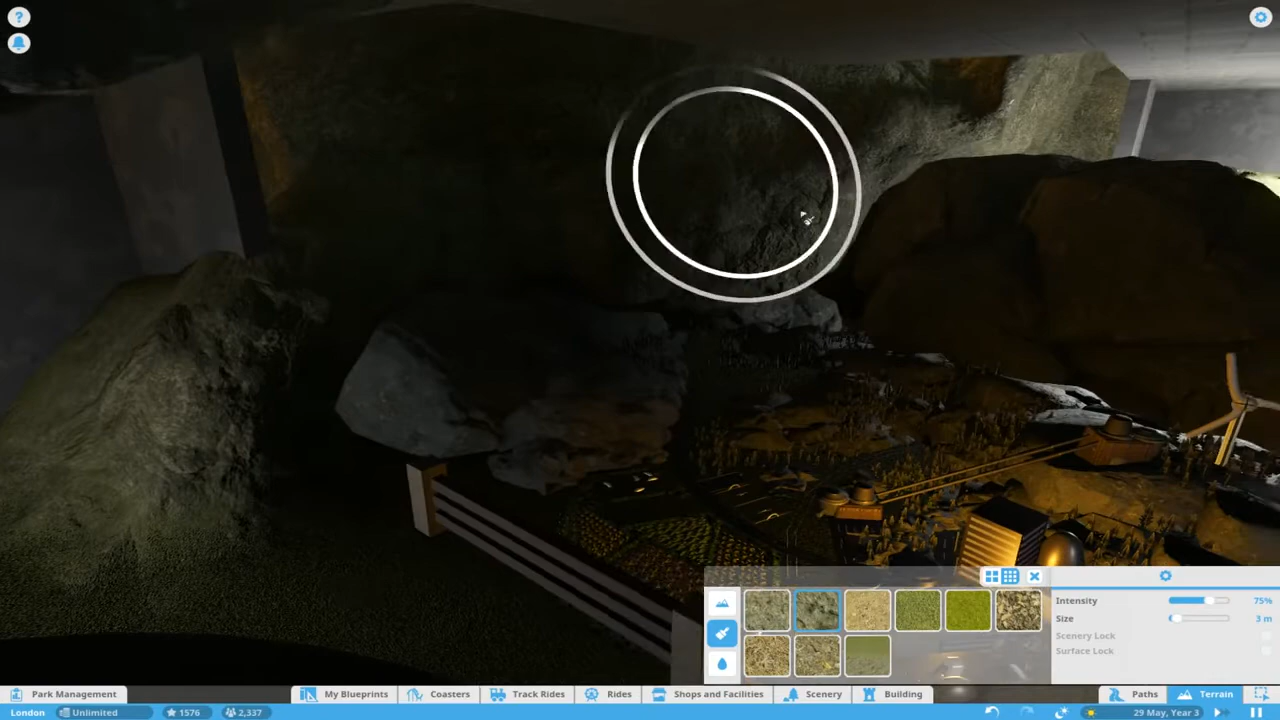 ?
Intensity 75%
Size 3 m
Scenery Lock
Surface Lock
Park Management My Blueprints Coasters Track Rides Rides Shops and Facilities Scenery Building Paths Terrain
London Unlimited 1576 2,337 29 May, Year 3